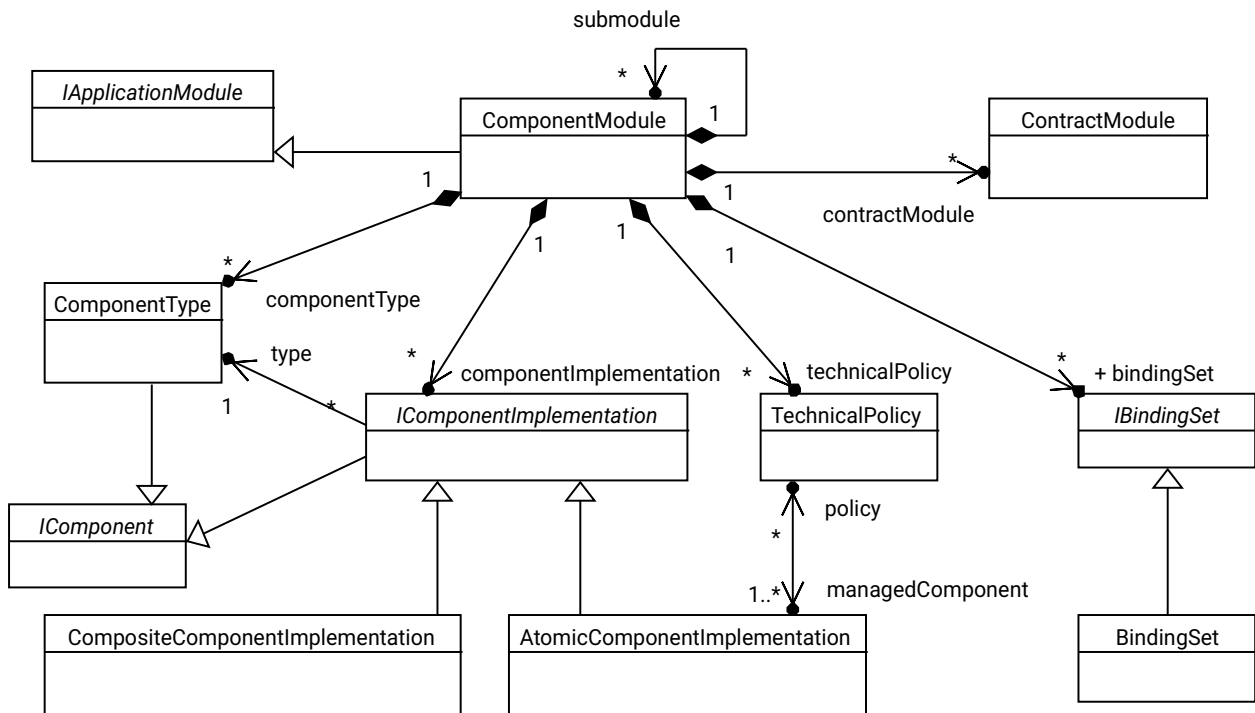 submodule
*
IApplicationModule
ComponentModule
1
ContractModule
*
1
1
contractModule
1
1
1
*
componentType
ComponentType
type
*
componentImplementation
*
technicalPolicy
*
+ bindingSet
1
*
IComponentImplementation
TechnicalPolicy
IBindingSet
IComponent
policy
*
1..*
managedComponent
CompositeComponentImplementation
AtomicComponentImplementation
BindingSet